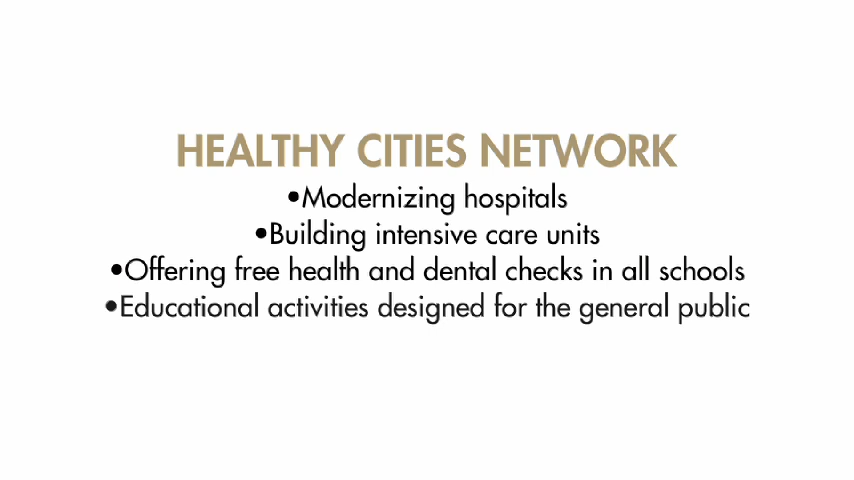 HEALTHY CITIES NETWORK
•Modernizing hospitals
•Building intensive care units
•Offering free health and dental checks in all schools
•Educational activities designed for the general public